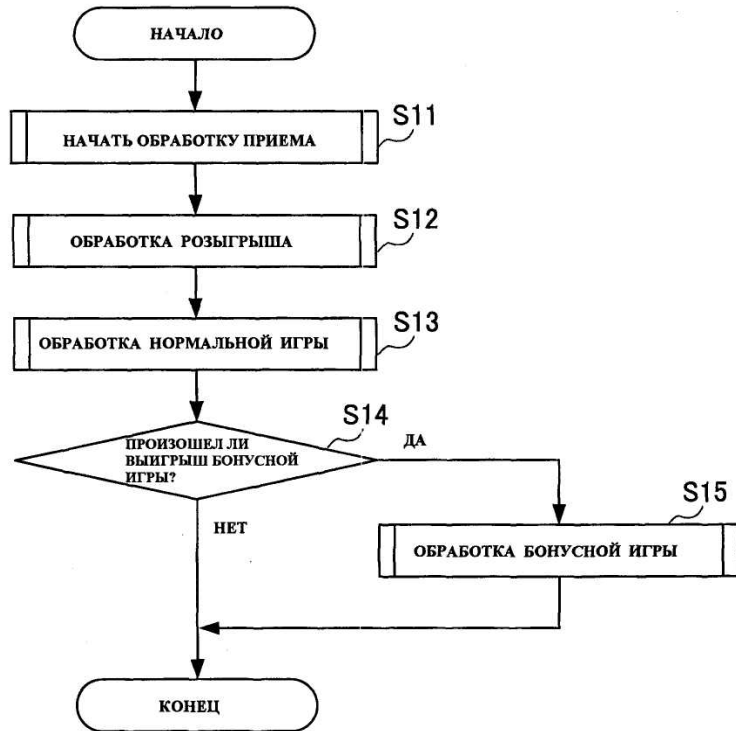 НАЧАЛО
S11
НАЧАТЬ ОБРАБОТКУ ПРИЕМА
S12
ОБРАБОТКА РОЗЫГРЫША
S13
ОБРАБОТКА НОРМАЛЬНОЙ ИГРЫ
S14
ПРОИЗОШЕЛ ЛИ
ВЫИГРЫШ БОНУСНОЙ
ИГРЫ?
ДА
НЕТ
S15
ОБРАБОТКА БОНУСНОЙ ИГРЫ
КОНЕЦ